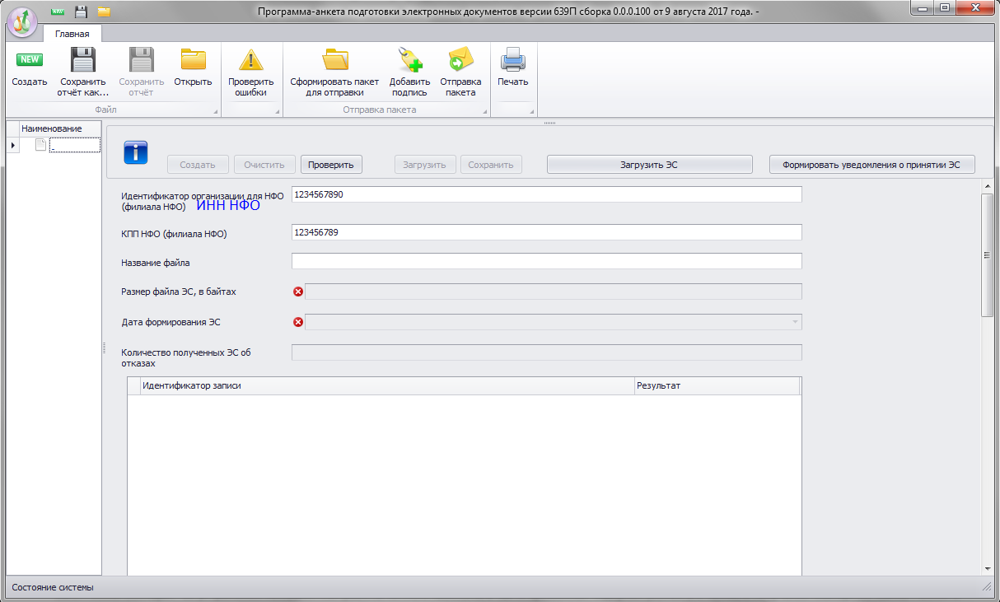 Программа-анкета подготовки электронных документов версии 639П сборка 0.0.0.100 от 9 августа 2017 года. -
Главная
NEW
Создать
Сохранить
отчёт как...
Сохранить
отчёт
Открыть
Проверить
ошибки
Сформировать пакет
для отправки
Добавить
подпись
Отправка
пакета
Печать
Файл
Отправка пакета
Наименование
Создать
Очистить
Проверить
Загрузить
Сохранить
Загрузить ЭС
Формировать уведомления о принятии ЭС
Идентификатор организации для НФО
(филиала НФО)
ИНН НФО
1234567890
КПП НФО (филиала НФО)
123456789
Название файла
Размер файла ЭС, в байтах
Дата формирования ЭС
Количество полученных ЭС об
отказах
Идентификатор записи
Результат
Состояние системы